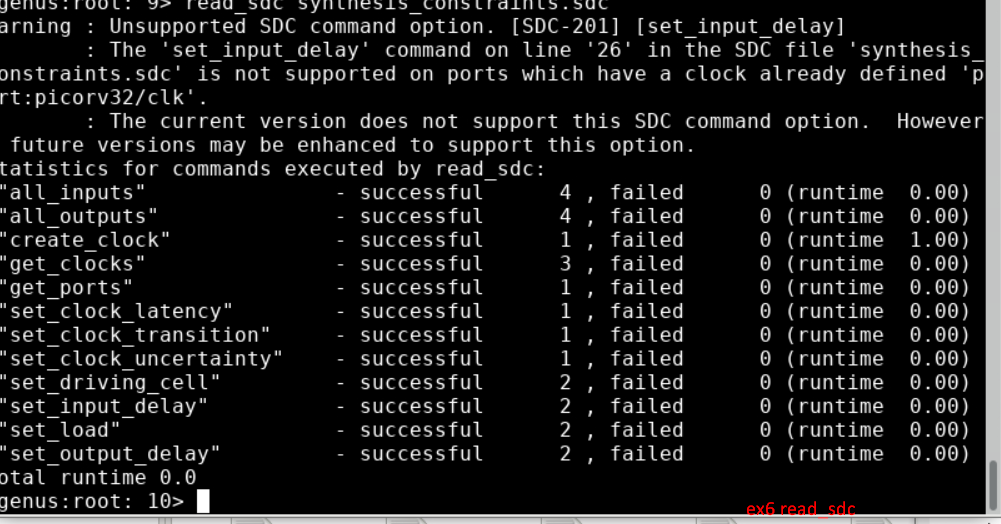 genus:root: 9> read_sdc synthesis_constraints.sdc
arning : Unsupported SDC command option. [SDC-201] [set_input_delay]
: The 'set_input_delay' command on line '26' in the SDC file 'synthesis_
onstraints.sdc' is not supported on ports which have a clock already defined 'p
rt:picorv32/clk'.
: The current version does not support this SDC command option.  However
future versions may be enhanced to support this option.
tatistics for commands executed by read_sdc:
"all_inputs" - successful 4 , failed 0 (runtime 0.00)
"all_outputs" - successful 4 , failed 0 (runtime 0.00)
"create_clock" - successful 1 , failed 0 (runtime 1.00)
"get_clocks" - successful 3 , failed 0 (runtime 0.00)
"get_ports" - successful 1 , failed 0 (runtime 0.00)
"set_clock_latency" - successful 1 , failed 0 (runtime 0.00)
"set_clock_transition" - successful 1 , failed 0 (runtime 0.00)
"set_clock_uncertainty" - successful 1 , failed 0 (runtime 0.00)
"set_driving_cell" - successful 2 , failed 0 (runtime 0.00)
"set_input_delay" - successful 2 , failed 0 (runtime 0.00)
"set_load" - successful 2 , failed 0 (runtime 0.00)
"set_output_delay" - successful 2 , failed 0 (runtime 0.00)
otal runtime 0.0
genus:root: 10>
ex6 read_sdc